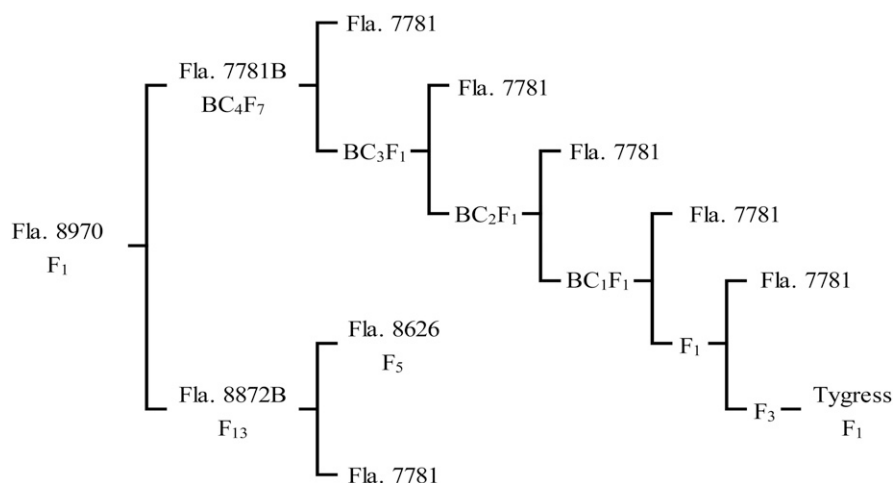 Fla. 7781
Fla. 7781B
BC₄F₇
Fla. 7781
BC₃F₁
Fla. 7781
BC₂F₁
Fla. 7781
Fla. 8970
F₁
BC₁F₁
Fla. 7781
Fla. 8626
F₅
F₁
Fla. 8872B
F₁₃
F₃
Tygress
F₁
Fla. 7781